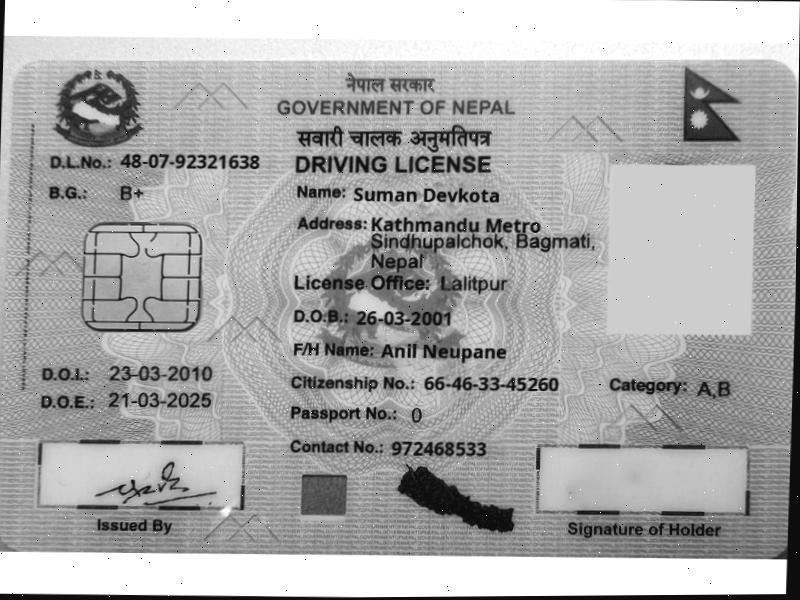 नेपाल सरकार
GOVERNMENT OF NEPAL
सवारी चालक अनुमतिपत्र
DRIVING LICENSE
D.L.No.: 48-07-92321638
B.G.: B+
Name: Suman Devkota
Address: Kathmandu Metro
Sindhupalchok, Bagmati,
Nepal
License Office: Lalitpur
D.O.B.: 26-03-2001
F/H Name: Anil Neupane
D.O.I.: 23-03-2010
Citizenship No.: 66-46-33-45260
Category: A,B
D.O.E.: 21-03-2025
Passport No.: 0
Contact No.: 972468533
Issued By
Signature of Holder